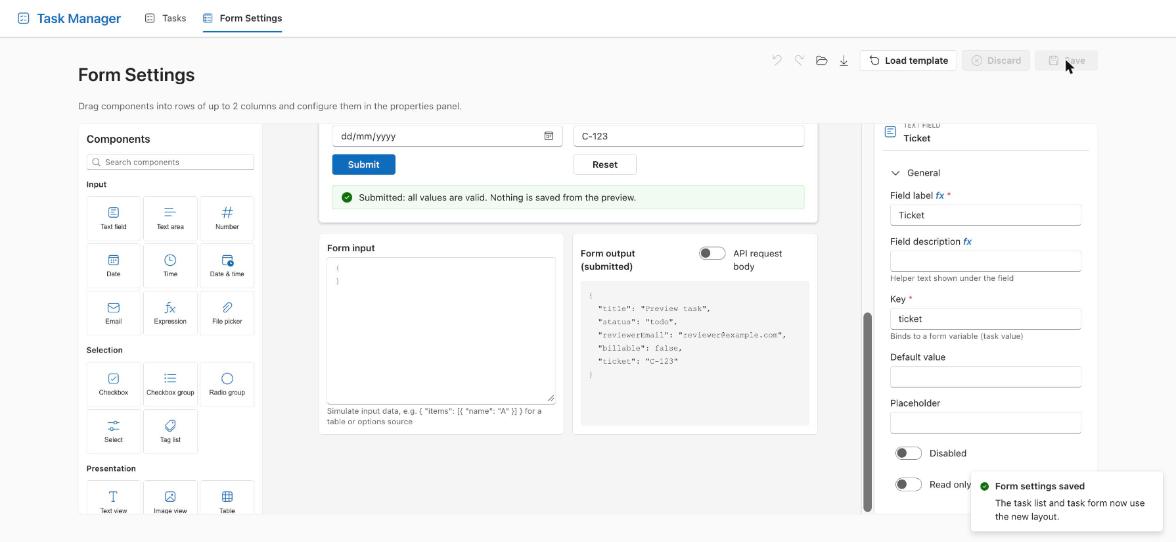 Task Manager
Tasks
Form Settings
Form Settings
Load template
Discard
Save
Drag components into rows of up to 2 columns and configure them in the properties panel.
Components
Search components
Input
Text field
Text area
Number
Date
Time
Date & time
Email
Expression
File picker
Selection
Checkbox
Checkbox group
Radio group
Select
Tag list
Presentation
Text view
Image view
Table
dd/mm/yyyy
C-123
Submit
Reset
Submitted: all values are valid. Nothing is saved from the preview.
Form input
{
}
Simulate input data, e.g. { "items": [{ "name": "A" }] } for a
table or options source
Form output
(submitted)
API request
body
{
"title": "Preview task",
"status": "todo",
"reviewerEmail": "reviewer@example.com",
"billable": false,
"ticket": "C-123"
}
TEXT FIELD
Ticket
General
Field label fx *
Ticket
Field description fx
Helper text shown under the field
Key *
ticket
Binds to a form variable (task value)
Default value
Placeholder
Disabled
Read only
Form settings saved
The task list and task form now use
the new layout.